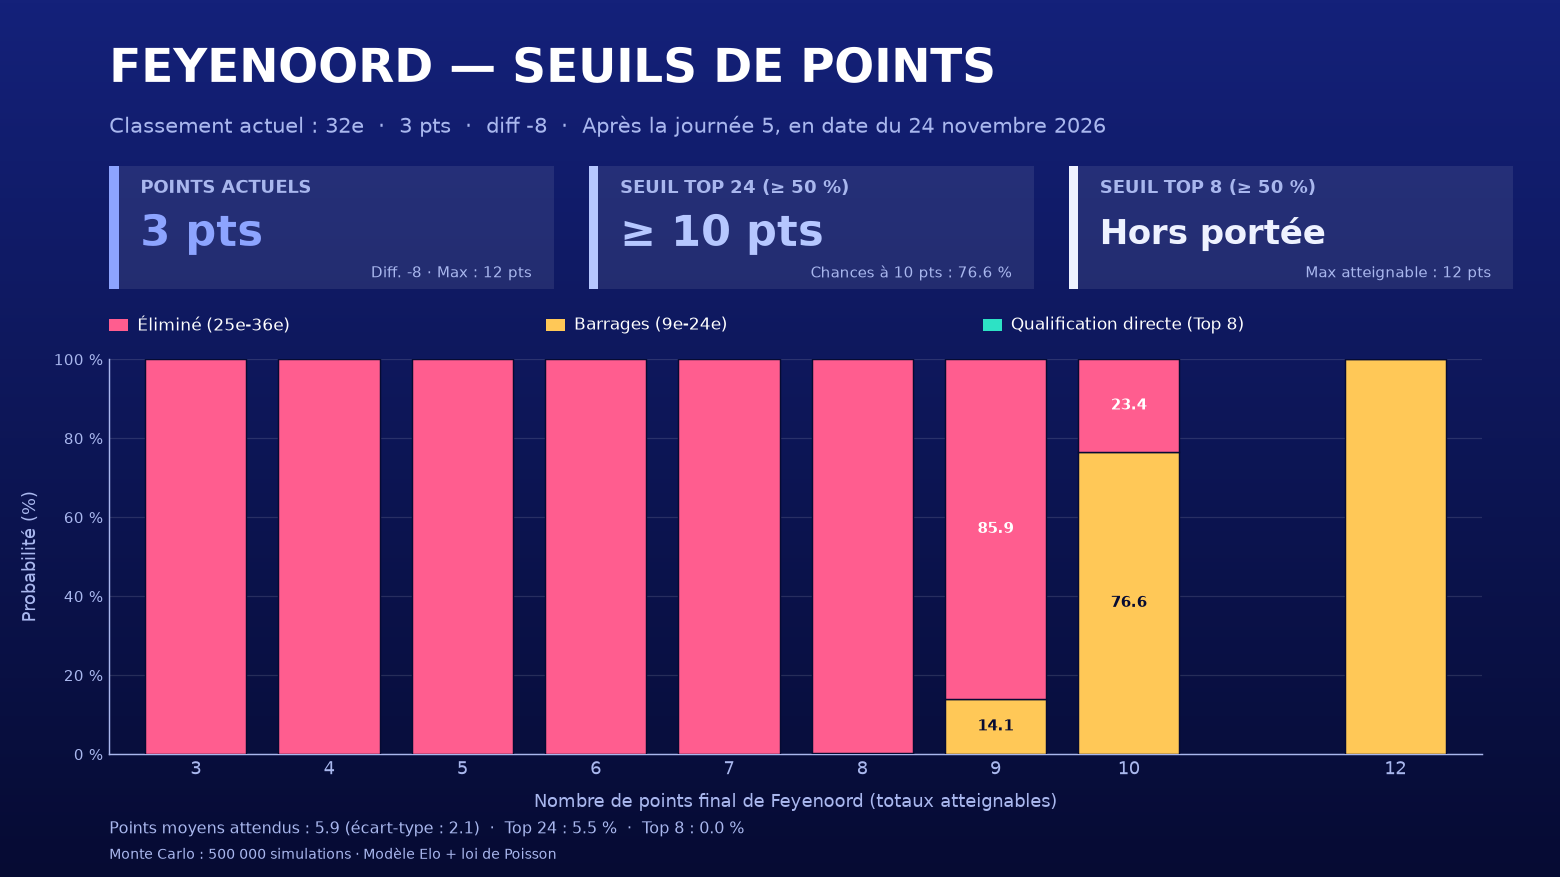 FEYENOORD — SEUILS DE POINTS
Classement actuel : 32e · 3 pts · diff -8 · Après la journée 5, en date du 24 novembre 2026
POINTS ACTUELS
3 pts
Diff. -8 · Max : 12 pts
SEUIL TOP 24 (≥ 50 %)
≥ 10 pts
Chances à 10 pts : 76.6 %
SEUIL TOP 8 (≥ 50 %)
Hors portée
Max atteignable : 12 pts
Éliminé (25e-36e)
Barrages (9e-24e)
Qualification directe (Top 8)
Probabilité (%)
100 %
80 %
60 %
40 %
20 %
0 %
85.9
14.1
23.4
76.6
3 4 5 6 7 8 9 10 12
Nombre de points final de Feyenoord (totaux atteignables)
Points moyens attendus : 5.9 (écart-type : 2.1) · Top 24 : 5.5 % · Top 8 : 0.0 %
Monte Carlo : 500 000 simulations · Modèle Elo + loi de Poisson